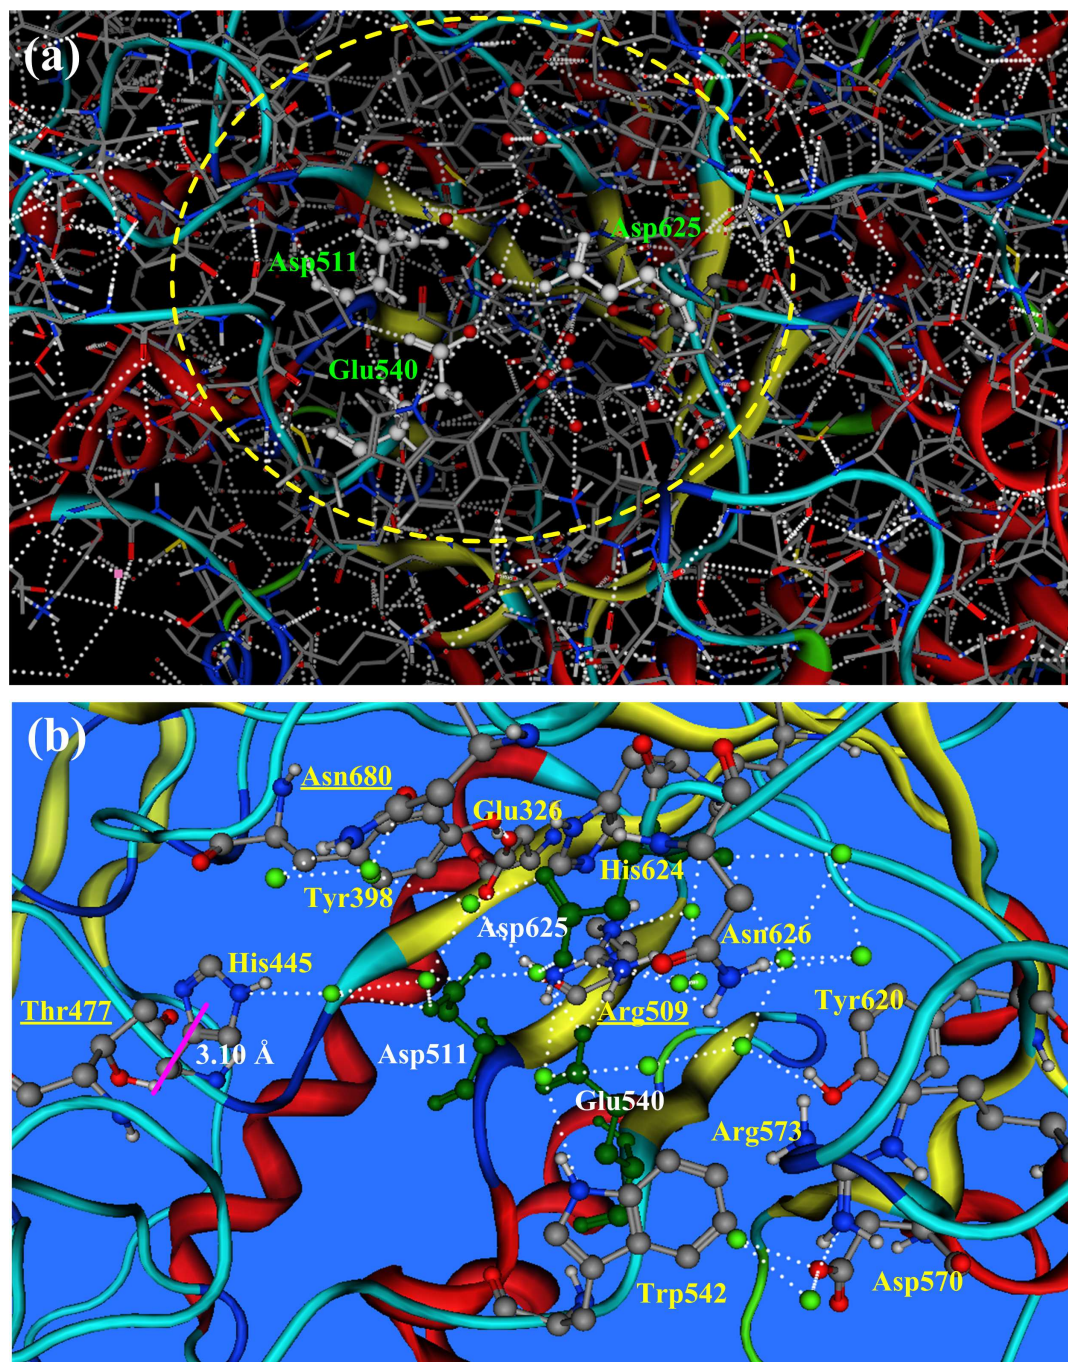 (a)
Asp625
Asp511
Glu540
(b)
Asn680
Glu326
His624
Tyr398
Asp625
Asn626
His445
Tyr620
Thr477
Arg509
3.10 Å
Asp511
Glu540
Arg573
Asp570
Trp542